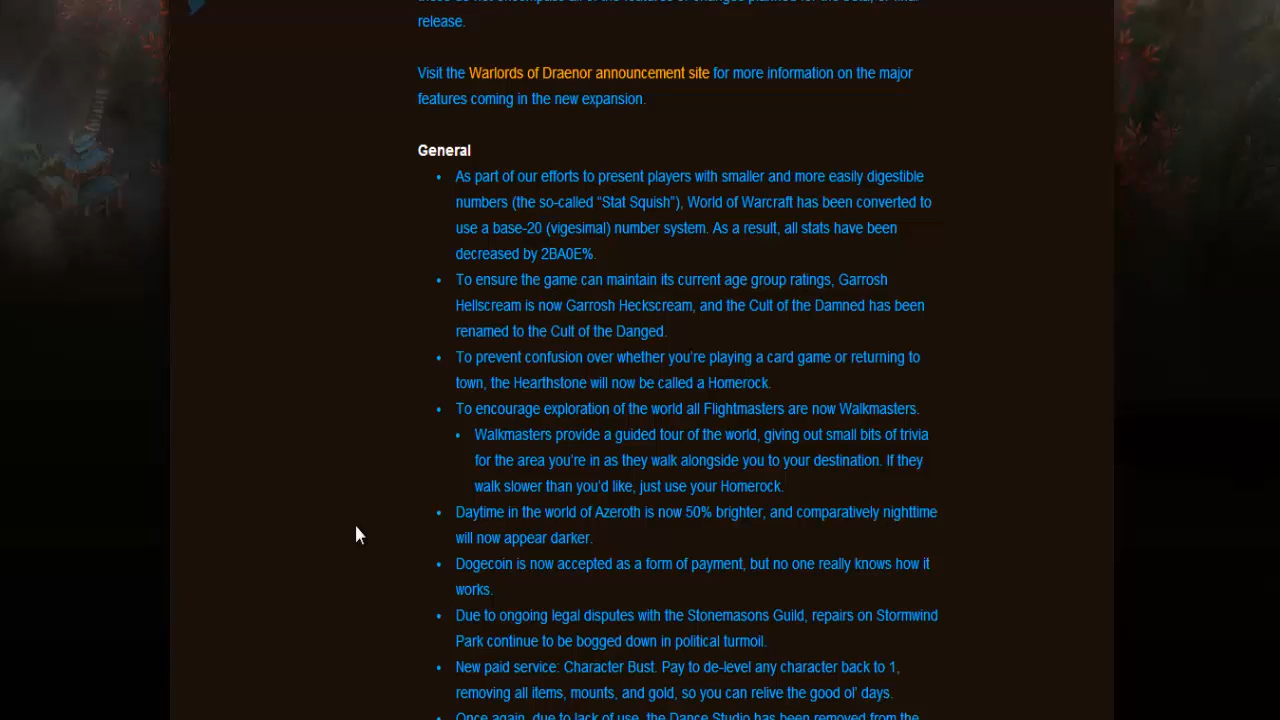 these do not encompass all of the features or changes planned for the beta, or final
release.
Visit the Warlords of Draenor announcement site for more information on the major
features coming in the new expansion.
General
• As part of our efforts to present players with smaller and more easily digestible
numbers (the so-called “Stat Squish”), World of Warcraft has been converted to
use a base-20 (vigesimal) number system. As a result, all stats have been
decreased by 2BA0E%.
• To ensure the game can maintain its current age group ratings, Garrosh
Hellscream is now Garrosh Heckscream, and the Cult of the Damned has been
renamed to the Cult of the Danged.
• To prevent confusion over whether you’re playing a card game or returning to
town, the Hearthstone will now be called a Homerock.
• To encourage exploration of the world all Flightmasters are now Walkmasters.
• Walkmasters provide a guided tour of the world, giving out small bits of trivia
for the area you’re in as they walk alongside you to your destination. If they
walk slower than you’d like, just use your Homerock.
• Daytime in the world of Azeroth is now 50% brighter, and comparatively nighttime
will now appear darker.
• Dogecoin is now accepted as a form of payment, but no one really knows how it
works.
• Due to ongoing legal disputes with the Stonemasons Guild, repairs on Stormwind
Park continue to be bogged down in political turmoil.
• New paid service: Character Bust. Pay to de-level any character back to 1,
removing all items, mounts, and gold, so you can relive the good ol’ days.
• Once again, due to lack of use, the Dance Studio has been removed from the